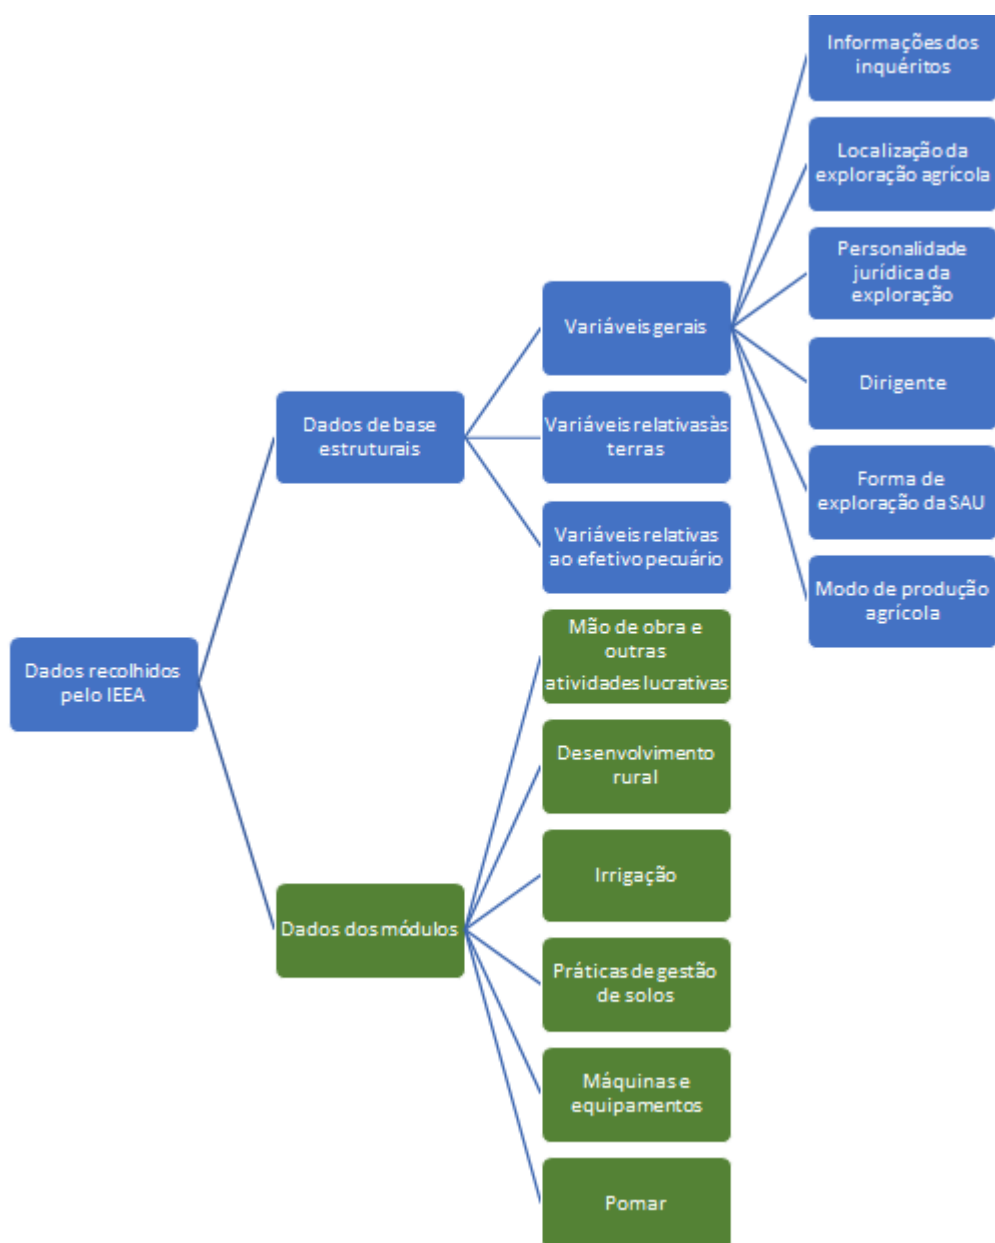 Informações dos
inquéritos
Localização da
exploração agrícola
Personalidade
jurídica da
exploração
Variáveis gerais
Dirigente
Dados de base
estruturais
Variáveis relativas às
terras
Forma de
exploração da SAU
Variáveis relativas
ao efetivo pecuário
Modo de produção
agrícola
Mão de obra e
outras
atividades lucrativas
Dados recolhidos
pelo IEEA
Desenvolvimento
rural
Irrigação
Dados dos módulos
Práticas de gestão
de solos
Máquinas e
equipamentos
Pomar